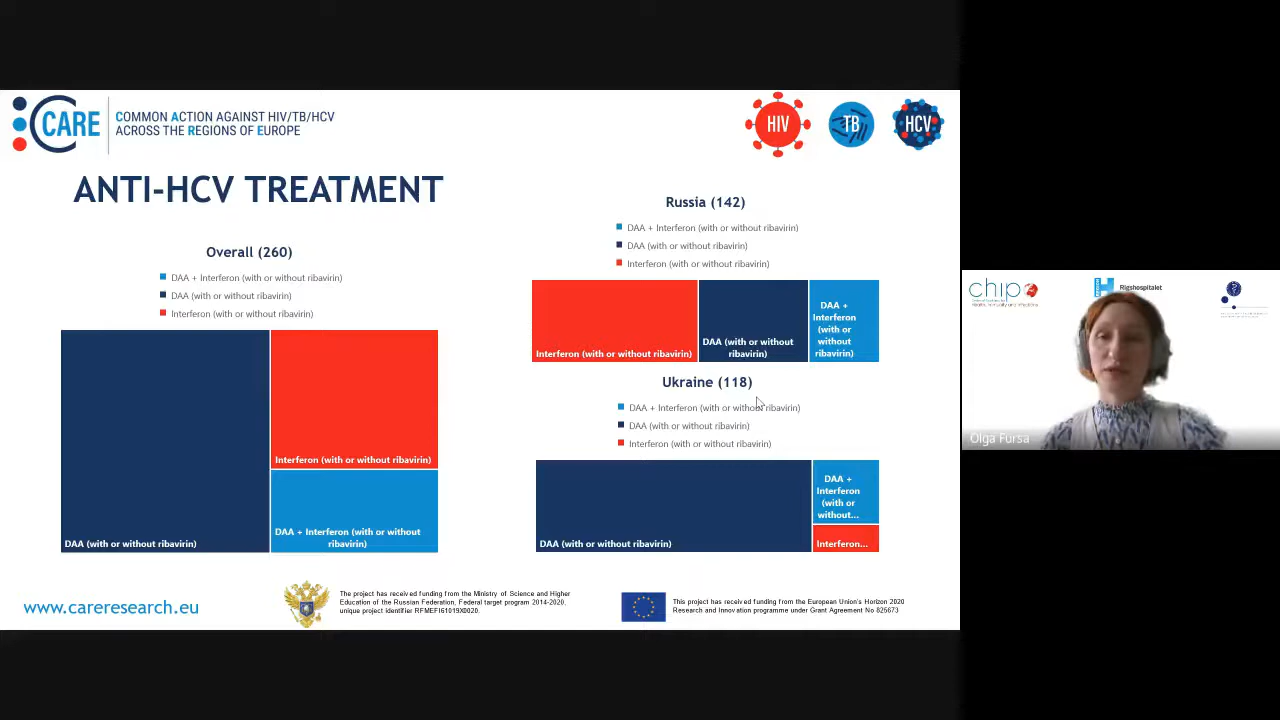 CARE
COMMON ACTION AGAINST HIV/TB/HCV
ACROSS THE REGIONS OF EUROPE
HIV
TB
HCV
ANTI-HCV TREATMENT
Overall (260)
DAA + Interferon (with or without ribavirin)
DAA (with or without ribavirin)
Interferon (with or without ribavirin)
DAA (with or without ribavirin)
Interferon (with or without ribavirin)
DAA + Interferon (with or without
ribavirin)
Russia (142)
DAA + Interferon (with or without ribavirin)
DAA (with or without ribavirin)
Interferon (with or without ribavirin)
Interferon (with or without ribavirin)
DAA (with or without
ribavirin)
DAA +
Interferon
(with or
without
ribavirin)
Ukraine (118)
DAA + Interferon (with or without ribavirin)
DAA (with or without ribavirin)
Interferon (with or without ribavirin)
DAA (with or without ribavirin)
DAA +
Interferon
(with or
without...
Interferon...
www.careresearch.eu
The project has received funding from the Ministry of Science and Higher
Education of the Russian Federation, Federal target program 2014-2020,
unique project identifier RFMEFI61019X0020.
This project has received funding from the European Union's Horizon 2020
Research and Innovation programme under Grant Agreement No 825673
chip
Rigshospitalet
Olga Fursa